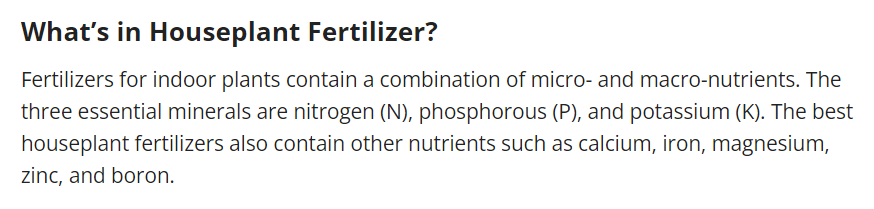 What’s in Houseplant Fertilizer?
Fertilizers for indoor plants contain a combination of micro- and macro-nutrients. The
three essential minerals are nitrogen (N), phosphorous (P), and potassium (K). The best
houseplant fertilizers also contain other nutrients such as calcium, iron, magnesium,
zinc, and boron.